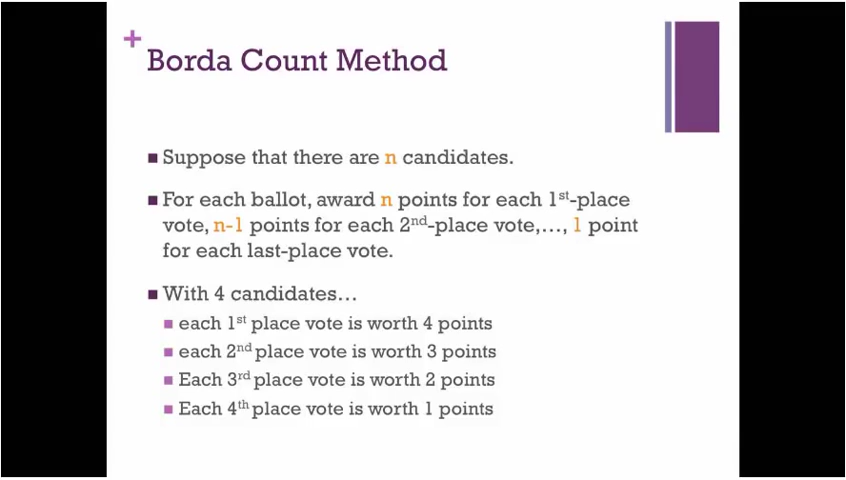 Borda Count Method
Suppose that there are n candidates.
For each ballot, award n points for each 1st-place
vote, n-1 points for each 2nd-place vote,..., 1 point
for each last-place vote.
With 4 candidates...
each 1st place vote is worth 4 points
each 2nd place vote is worth 3 points
Each 3rd place vote is worth 2 points
Each 4th place vote is worth 1 points